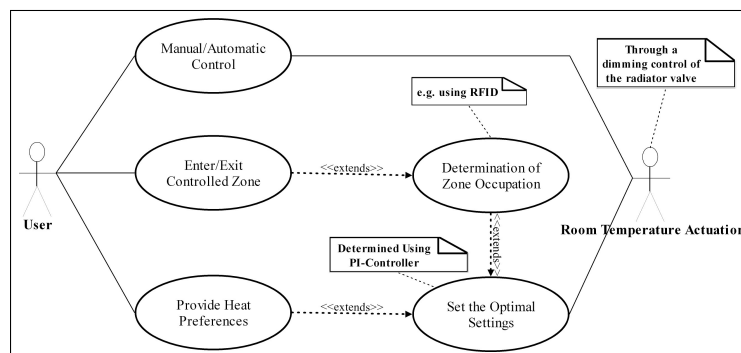 Manual/Automatic
Control
Through a
dimming control of
the radiator valve
e.g. using RFID
Enter/Exit
Controlled Zone
<<extends>>
Determination of
Zone Occupation
User
Room Temperature Actuation
<<extends>>
Determined Using
PI-Controller
Provide Heat
Preferences
<<extends>>
Set the Optimal
Settings